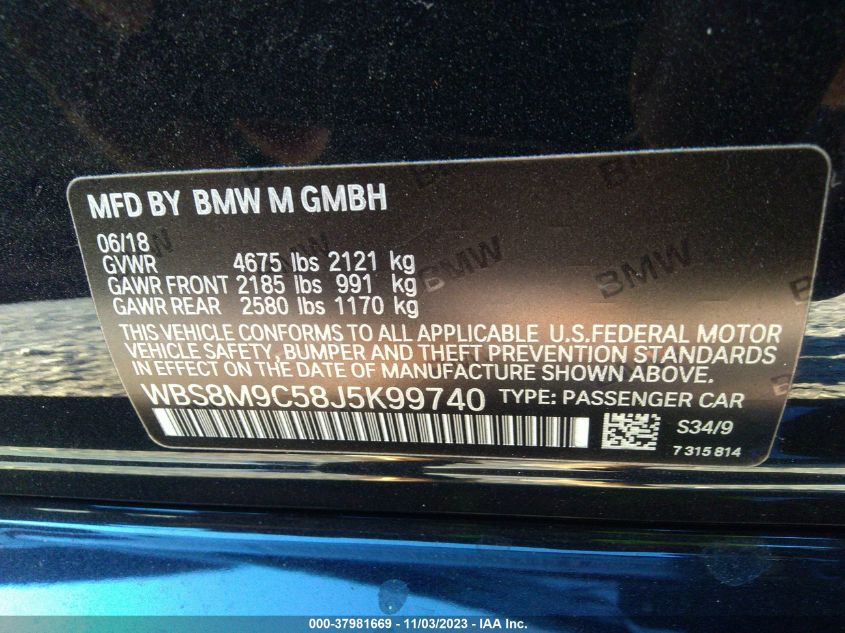 MFD BY BMW M GMBH
06/18
GVWR 4675 lbs 2121 kg
GAWR FRONT 2185 lbs 991 kg
GAWR REAR 2580 lbs 1170 kg
THIS VEHICLE CONFORMS TO ALL APPLICABLE U.S.FEDERAL MOTOR
VEHICLE SAFETY, BUMPER AND THEFT PREVENTION STANDARDS
IN EFFECT ON THE DATE OF MANUFACTURE SHOWN ABOVE.
WBS8M9C58J5K99740 TYPE: PASSENGER CAR
S34/9
7 315 814
BMW
BMW
000-37981669 - 11/03/2023 - IAA Inc.